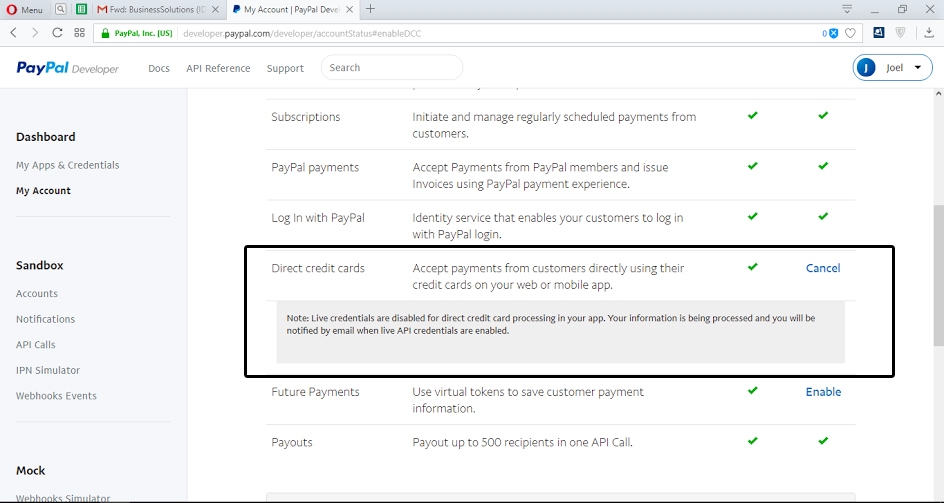 Menu
Fwd: BusinessSolutions (ID
My Account | PayPal Devel
PayPal, Inc. [US]
developer.paypal.com/developer/accountStatus#enableDCC
0
PayPal Developer
Docs
API Reference
Support
Search
J
Joel
Dashboard
My Apps & Credentials
My Account
Sandbox
Accounts
Notifications
API Calls
IPN Simulator
Webhooks Events
Mock
Webhooks Simulator
Subscriptions
Initiate and manage regularly scheduled payments from
customers.
PayPal payments
Accept Payments from PayPal members and issue
Invoices using PayPal payment experience.
Log In with PayPal
Identity service that enables your customers to log in
with PayPal login.
Direct credit cards
Accept payments from customers directly using their
credit cards on your web or mobile app.
Cancel
Note: Live credentials are disabled for direct credit card processing in your app. Your information is being processed and you will be
notified by email when live API credentials are enabled.
Future Payments
Use virtual tokens to save customer payment
information.
Enable
Payouts
Payout up to 500 recipients in one API Call.